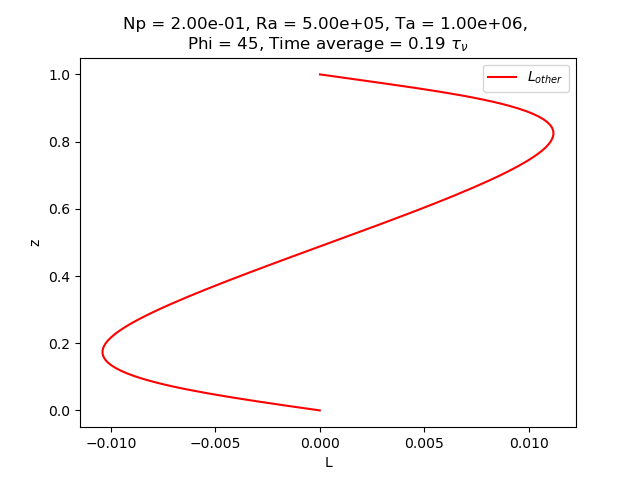 Np = 2.00e-01, Ra = 5.00e+05, Ta = 1.00e+06,
Phi = 45, Time average = 0.19 τν
L_other
1.0
0.8
0.6
0.4
0.2
0.0
z
−0.010 −0.005 0.000 0.005 0.010
L